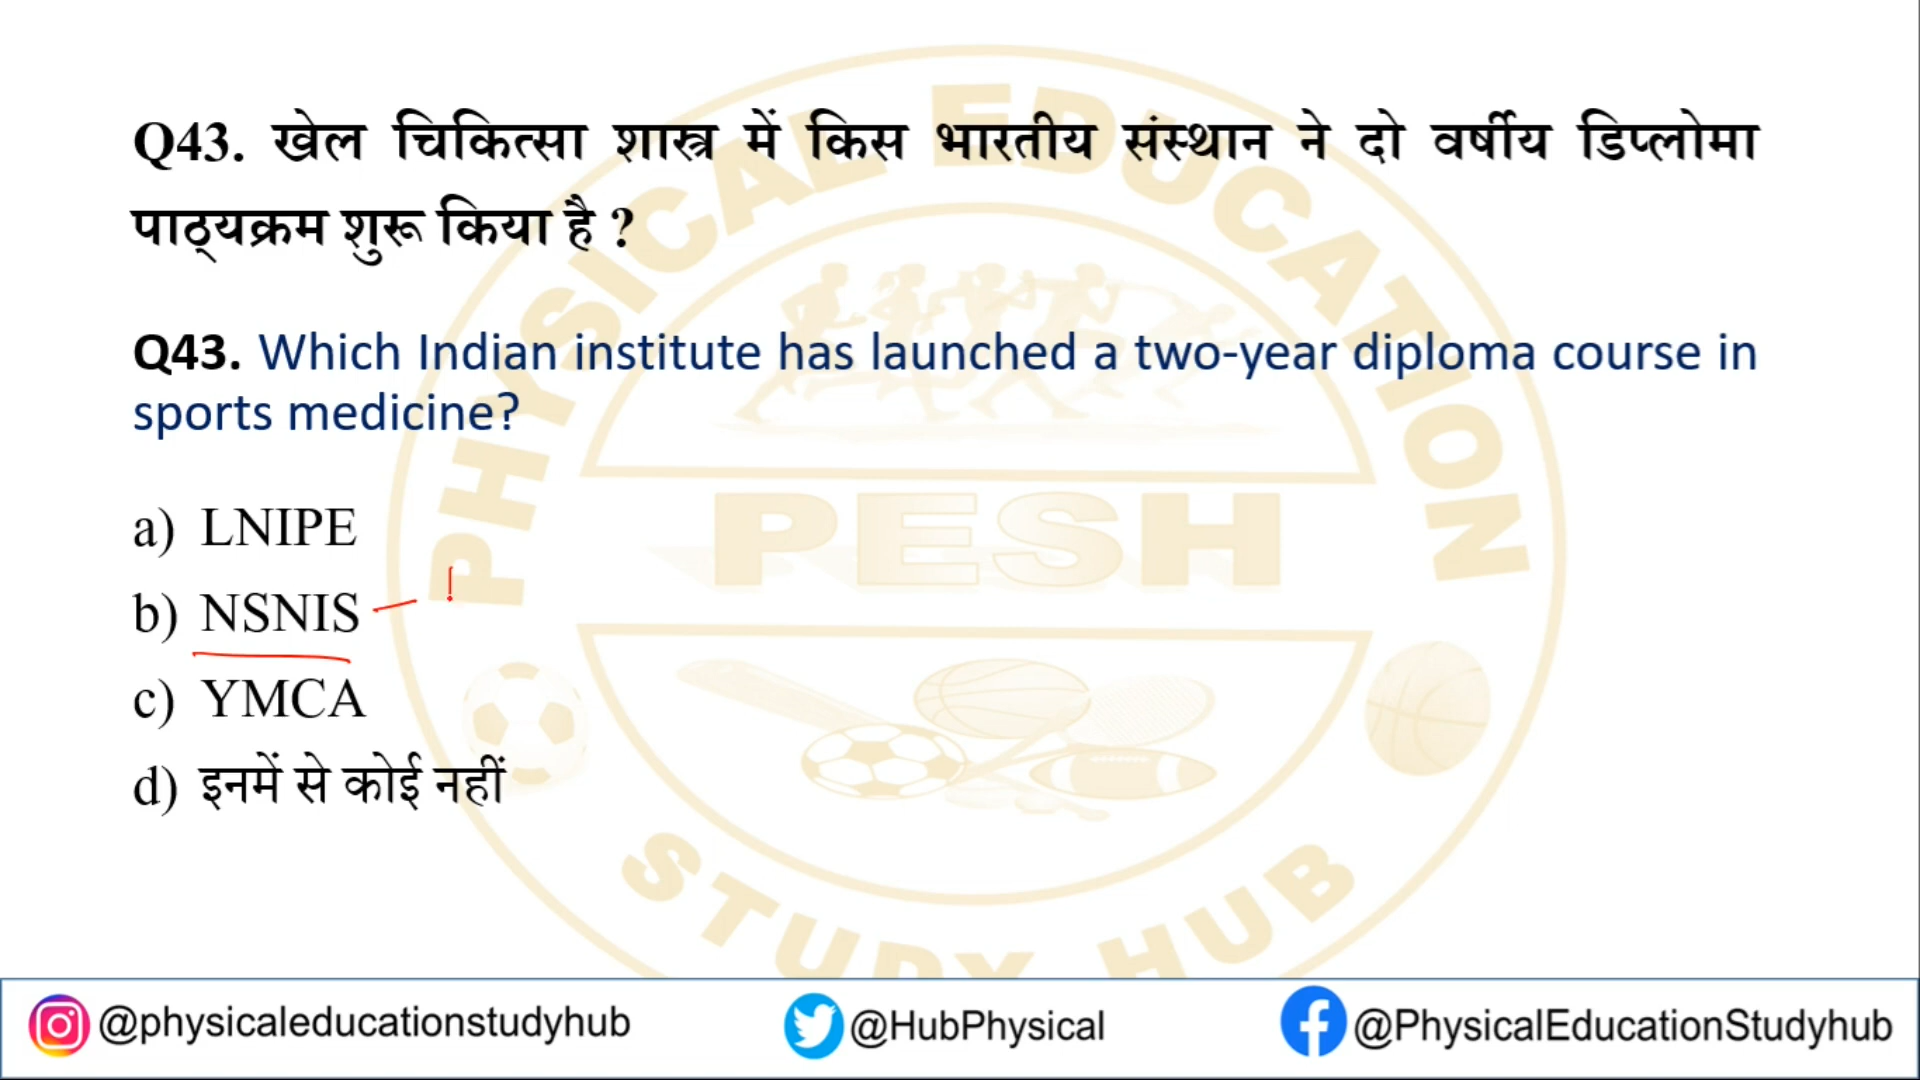 Q43. खेल चिकित्सा शास्त्र में किस भारतीय संस्थान ने दो वर्षीय डिप्लोमा
पाठ्यक्रम शुरू किया है ?
Q43. Which Indian institute has launched a two-year diploma course in
sports medicine?
a) LNIPE
b) NSNIS
c) YMCA
d) इनमें से कोई नहीं
PHYSICAL EDUCATION
PESH
STUDY HUB
@physicaleducationstudyhub
@HubPhysical
@PhysicalEducationStudyhub